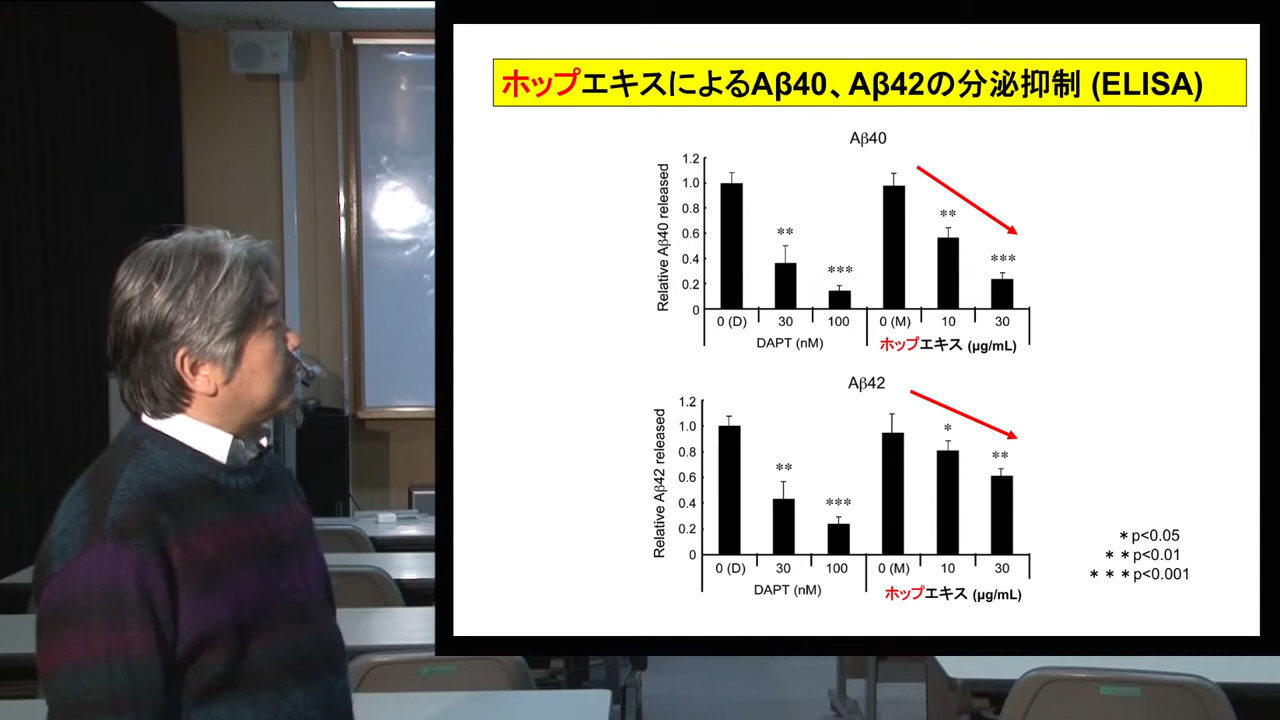 ホップエキスによるAβ40、Aβ42の分泌抑制 (ELISA)
Aβ40
Relative Aβ40 released
1.2
1.0
0.8
0.6
0.4
0.2
0
**
***
**
***
0 (D) 30 100 0 (M) 10 30
DAPT (nM) ホップエキス (μg/mL)
Aβ42
Relative Aβ42 released
1.2
1.0
0.8
0.6
0.4
0.2
0
**
***
*
**
0 (D) 30 100 0 (M) 10 30
DAPT (nM) ホップエキス (μg/mL)
*p<0.05
**p<0.01
***p<0.001